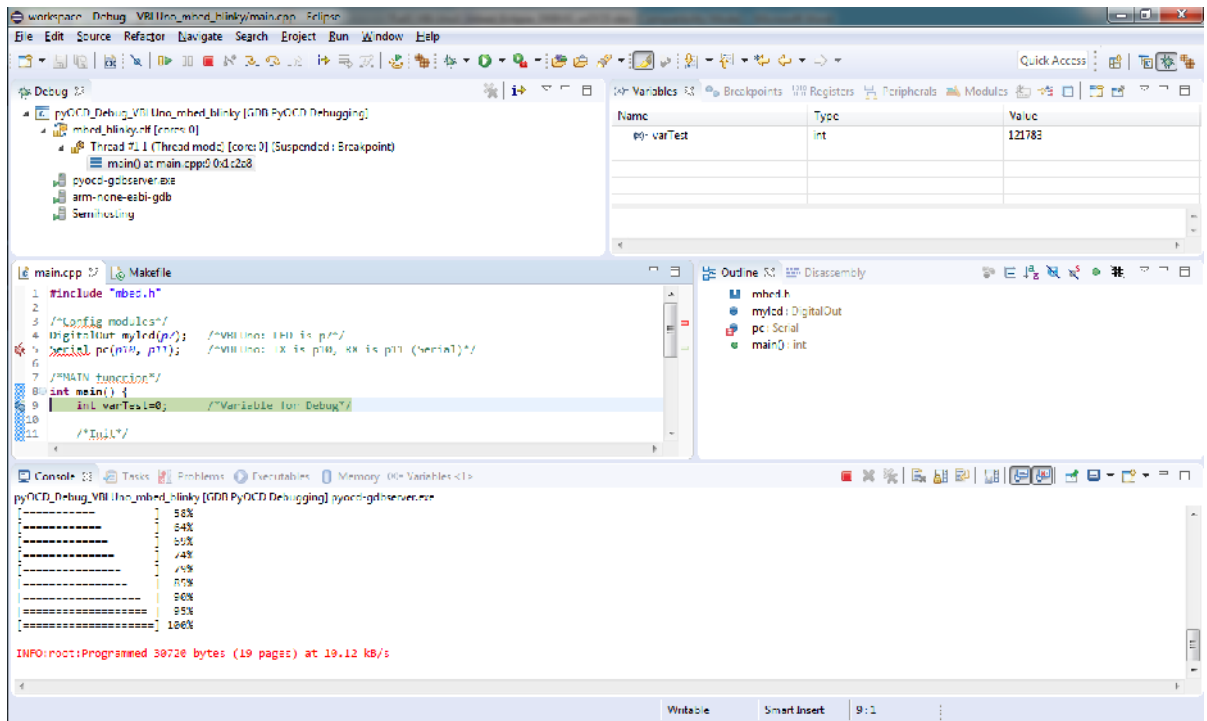 workspace - Debug - VBLUno_mbed_blinky/main.cpp - Eclipse
File Edit Source Refactor Navigate Search Project Run Window Help
Quick Access
Debug
pyOCD_Debug_VBLUno_mbed_blinky [GDB PyOCD Debugging]
mbed_blinky.elf [cores: 0]
Thread #1 1 (Thread mode) [core: 0] (Suspended : Breakpoint)
main() at main.cpp:9 0x1c2c8
pyocd-gdbserver.exe
arm-none-eabi-gdb
Semihosting
(x)= Variables Breakpoints Registers Peripherals Modules
Name Type Value
(x)= varTest int 121783
main.cpp Makefile
1 #include "mbed.h"
2
3 /*Config modules*/
4 DigitalOut myled(p7); /*VBLUno: LED is p7*/
5 Serial pc(p10, p11); /*VBLUno: TX is p10, RX is p11 (Serial)*/
6
7 /*MAIN function*/
8 int main() {
9 int varTest=0; /*Variable for Debug*/
10
11 /*Init*/
Outline Disassembly
mbed.h
myled : DigitalOut
pc : Serial
main() : int
Console Tasks Problems Executables Memory (x)= Variables <1>
pyOCD_Debug_VBLUno_mbed_blinky [GDB PyOCD Debugging] pyocd-gdbserver.exe
[=========== ] 58%
[============ ] 64%
[============= ] 69%
[============== ] 74%
[=============== ] 79%
[================ ] 85%
[================== ] 90%
[=================== ] 95%
[====================] 100%
INFO:root:Programmed 30720 bytes (19 pages) at 10.12 kB/s
Writable Smart Insert 9 : 1